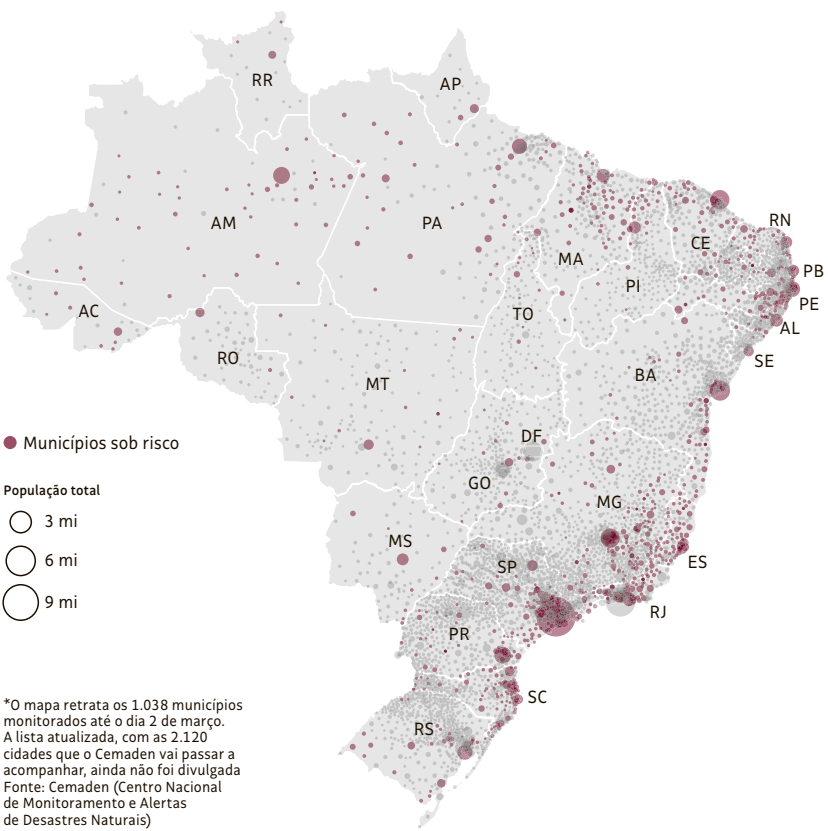 RR
AP
AM
PA
MA
CE
RN
PB
PE
AL
SE
PI
TO
AC
RO
MT
BA
DF
GO
MG
ES
MS
SP
RJ
PR
SC
RS
Municípios sob risco
População total
3 mi
6 mi
9 mi
*O mapa retrata os 1.038 municípios
monitorados até o dia 2 de março.
A lista atualizada, com as 2.120
cidades que o Cemaden vai passar a
acompanhar, ainda não foi divulgada
Fonte: Cemaden (Centro Nacional
de Monitoramento e Alertas
de Desastres Naturais)